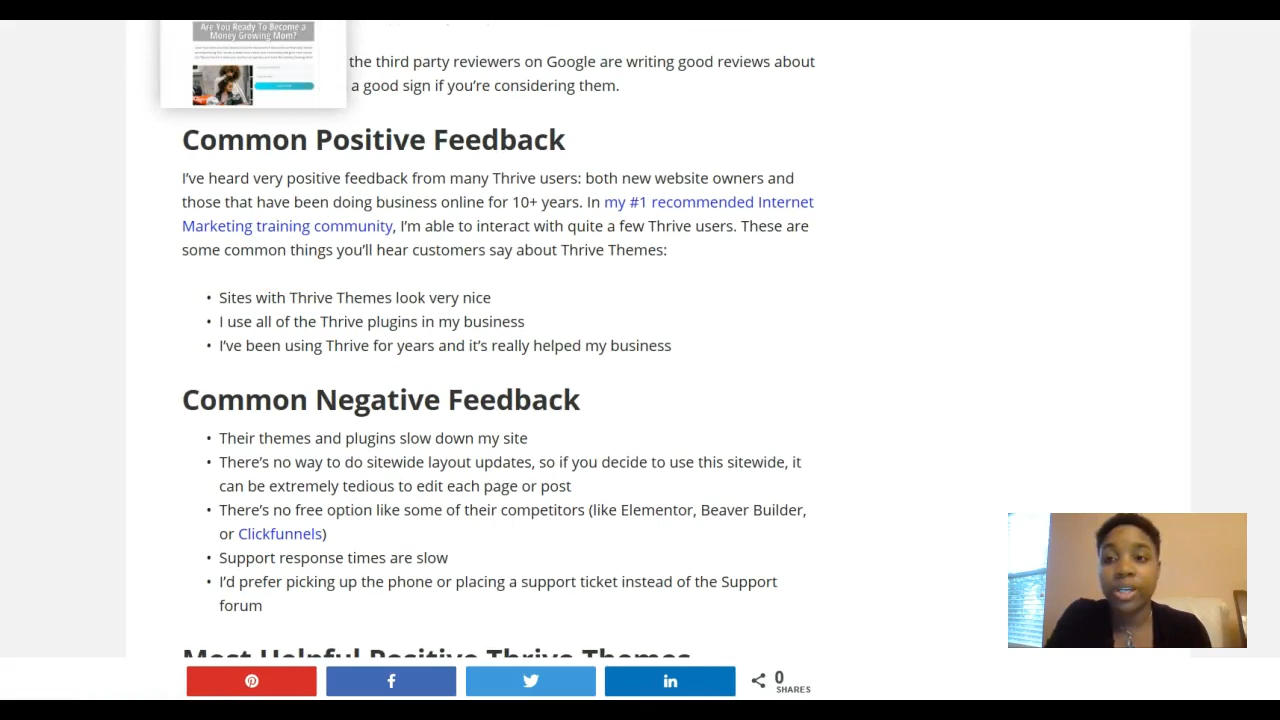 Are You Ready To Become a
Money Growing Mom?
the third party reviewers on Google are writing good reviews about
a good sign if you’re considering them.
Common Positive Feedback
I’ve heard very positive feedback from many Thrive users: both new website owners and
those that have been doing business online for 10+ years. In my #1 recommended Internet
Marketing training community, I’m able to interact with quite a few Thrive users. These are
some common things you’ll hear customers say about Thrive Themes:
• Sites with Thrive Themes look very nice
• I use all of the Thrive plugins in my business
• I’ve been using Thrive for years and it’s really helped my business
Common Negative Feedback
• Their themes and plugins slow down my site
• There’s no way to do sitewide layout updates, so if you decide to use this sitewide, it
can be extremely tedious to edit each page or post
• There’s no free option like some of their competitors (like Elementor, Beaver Builder,
or Clickfunnels)
• Support response times are slow
• I’d prefer picking up the phone or placing a support ticket instead of the Support
forum
Most Helpful Positive Thrive Themes
0
SHARES